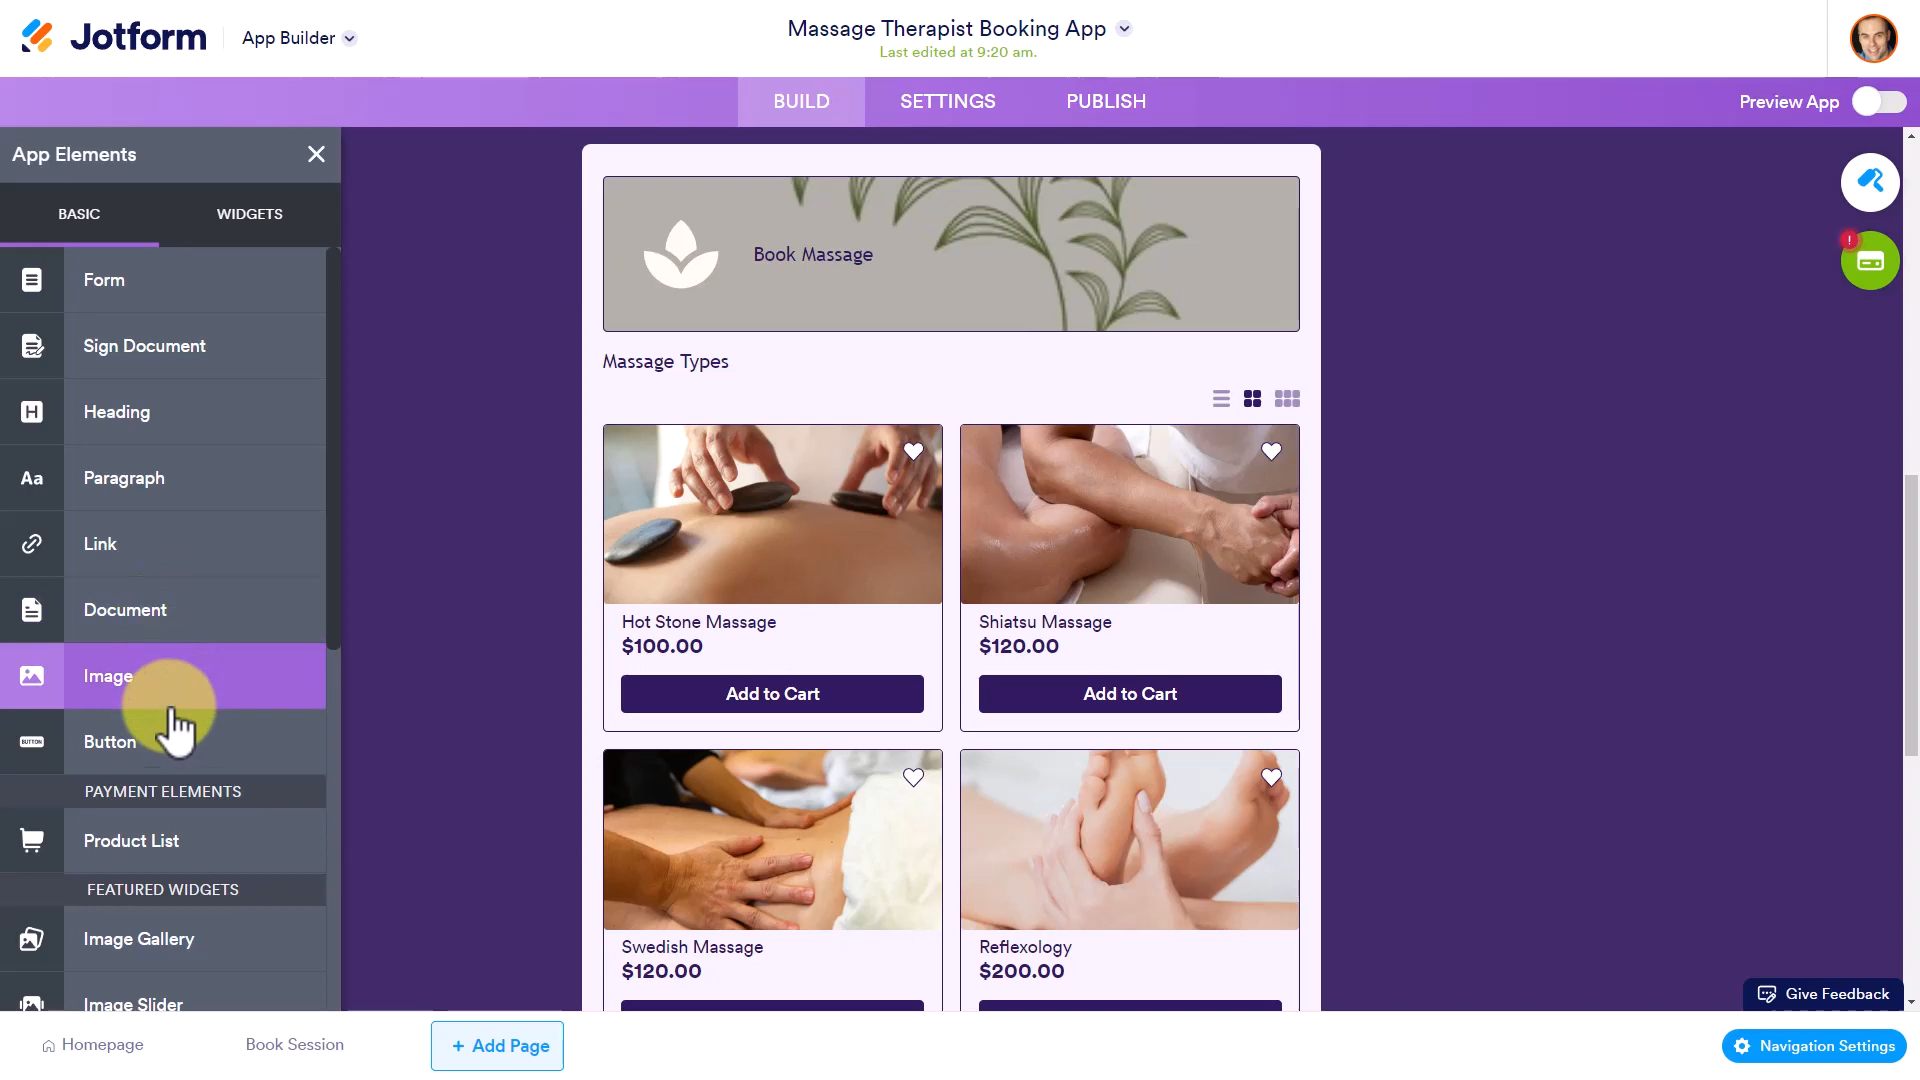 Jotform
App Builder
Massage Therapist Booking App
Last edited at 9:20 am.
BUILD
SETTINGS
PUBLISH
Preview App
App Elements
BASIC
WIDGETS
Form
Sign Document
Heading
Aa
Paragraph
Link
Document
Image
BUTTON
Button
PAYMENT ELEMENTS
Product List
FEATURED WIDGETS
Image Gallery
Image Slider
Book Massage
Massage Types
Hot Stone Massage
$100.00
Add to Cart
Shiatsu Massage
$120.00
Add to Cart
Swedish Massage
$120.00
Reflexology
$200.00
Give Feedback
Homepage
Book Session
+ Add Page
Navigation Settings